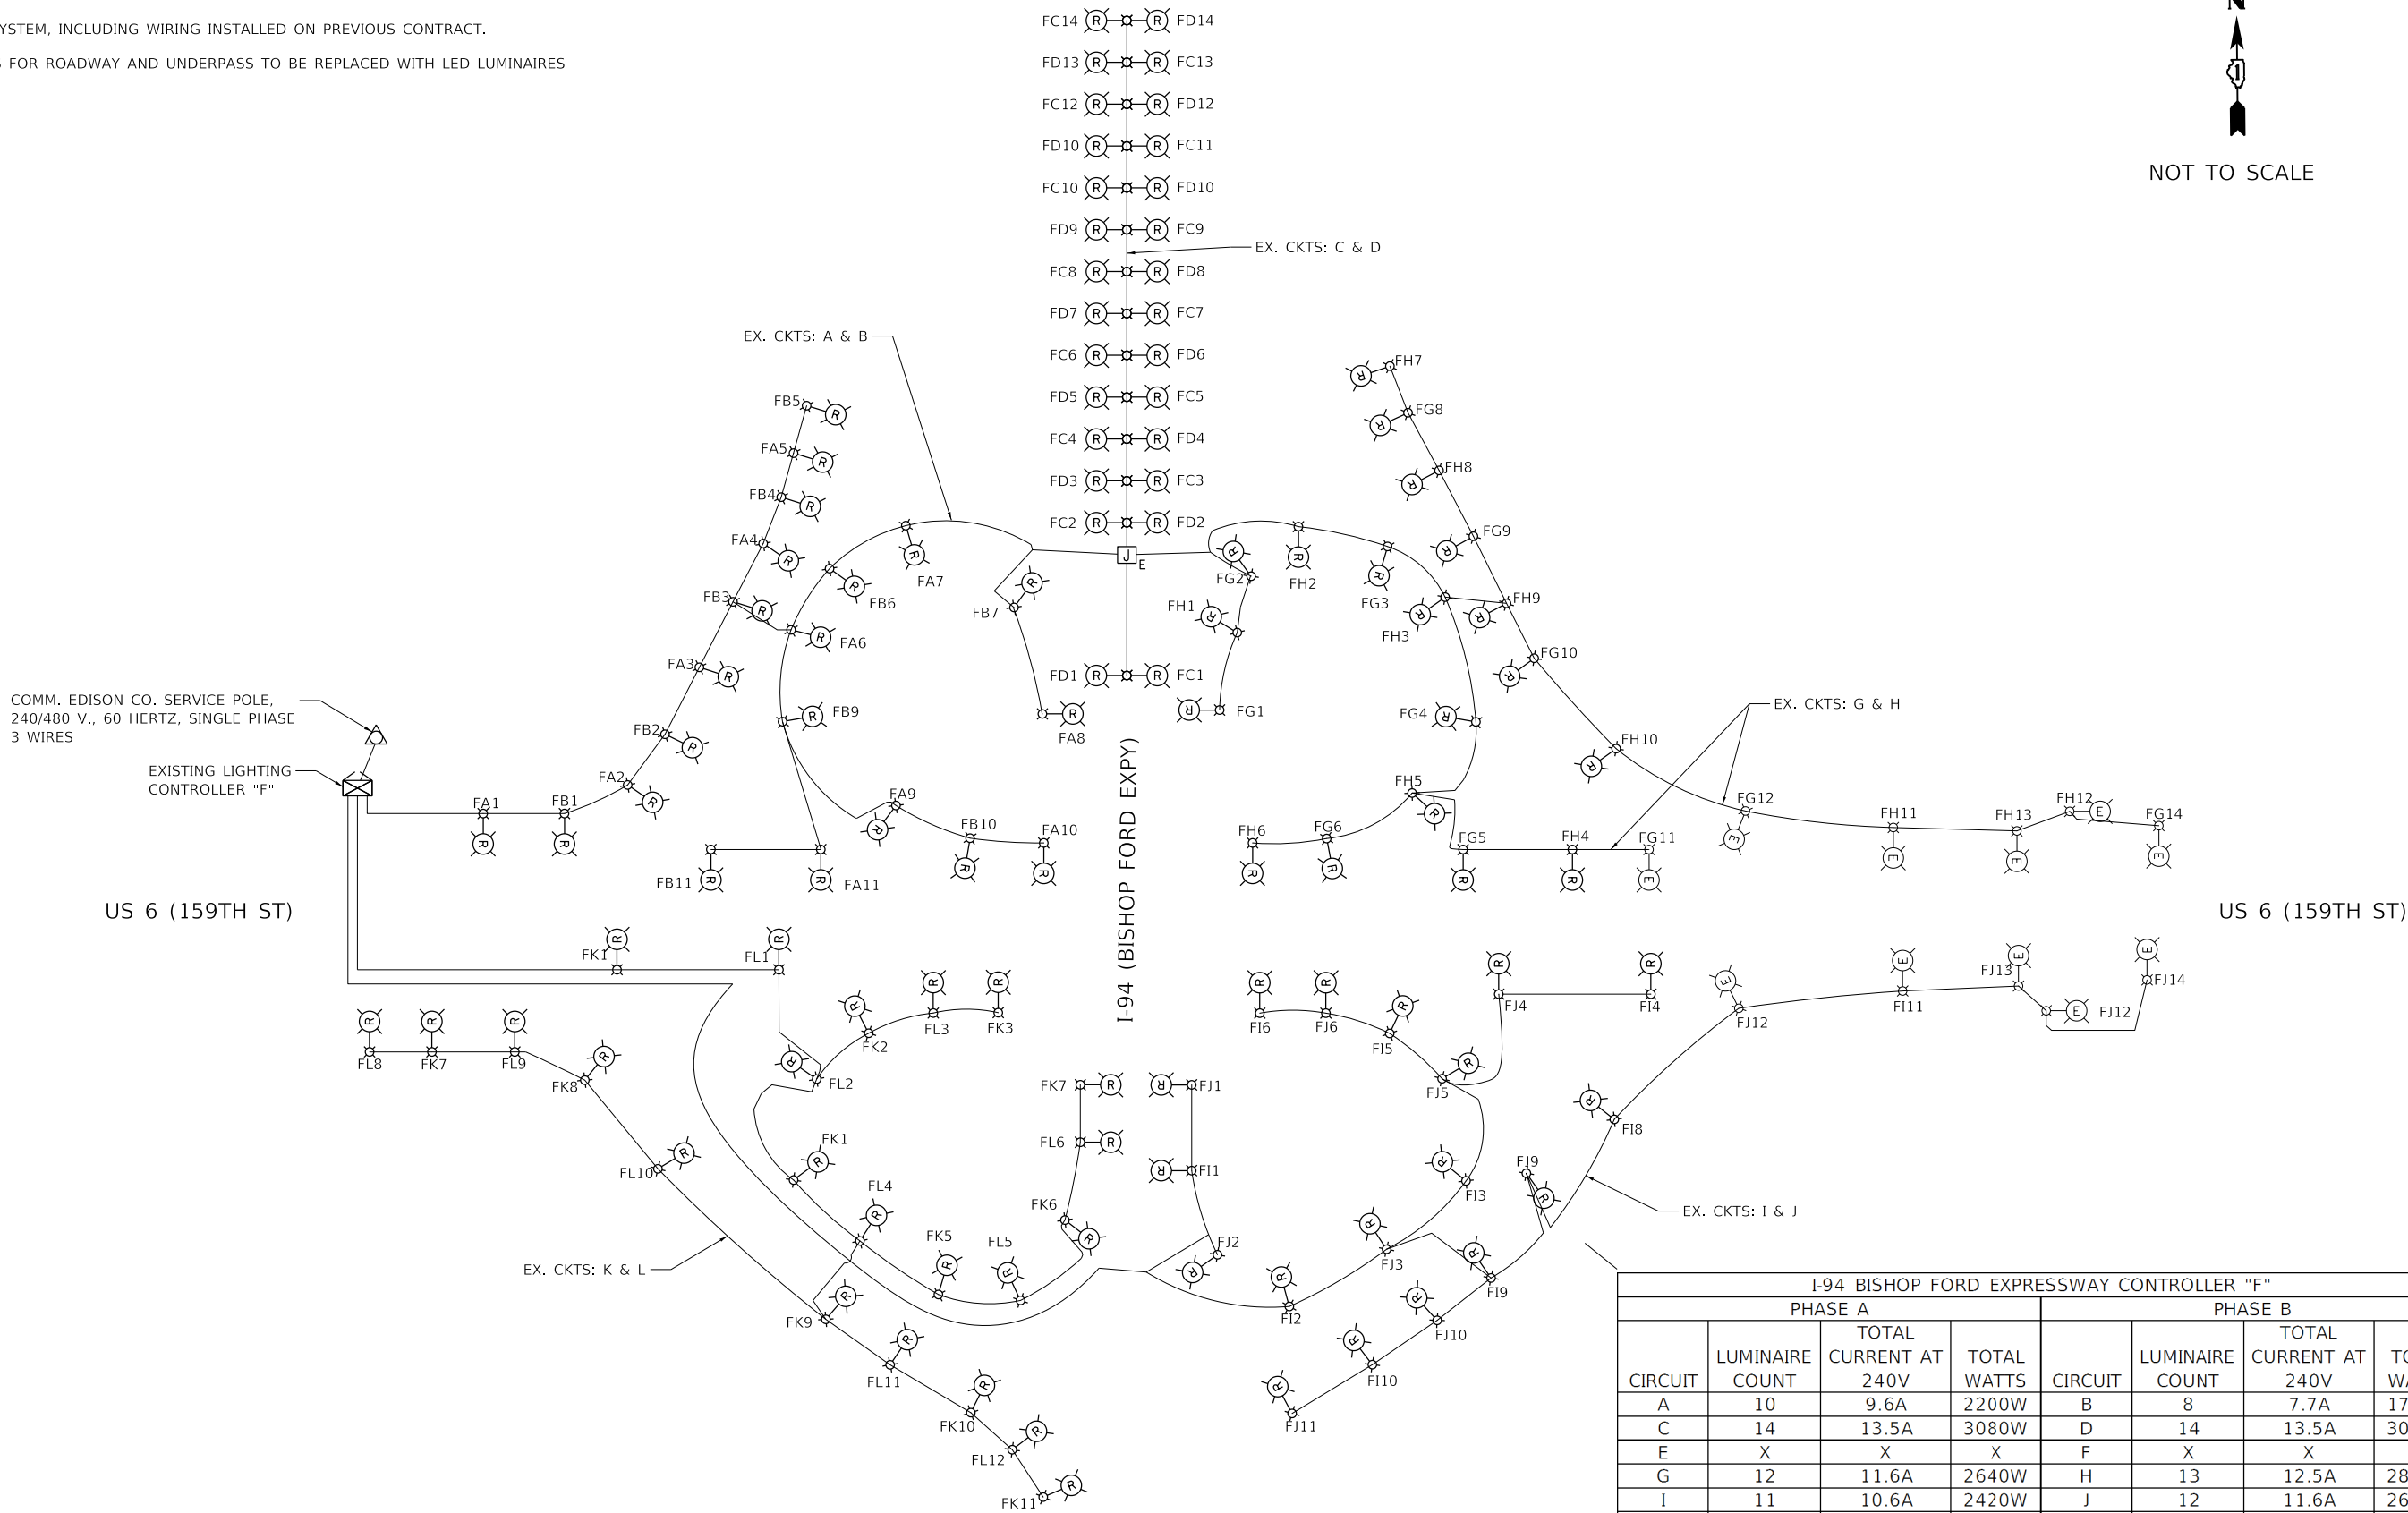 YSTEM, INCLUDING WIRING INSTALLED ON PREVIOUS CONTRACT.
FOR ROADWAY AND UNDERPASS TO BE REPLACED WITH LED LUMINAIRES
N
1
NOT TO SCALE
FC14 R R FD14
FD13 R R FC13
FC12 R R FD12
FD10 R R FC11
FC10 R R FD10
FD9 R R FC9
EX. CKTS: C & D
FC8 R R FD8
FD7 R R FC7
FC6 R R FD6
FD5 R R FC5
FC4 R R FD4
FD3 R R FC3
FC2 R R FD2
J
E
FD1 R R FC1
EX. CKTS: A & B
FB5 R
FA5 R
FB4 R
FA4 R
FB3 R
FA3 R
FB2 R
FA2 R
FA1 R
FB1 R
FA7 R
FB6 R
FA6 R
FB7 R
FB9 R
FA8 R
FA9 R
FB10 R
FA10 R
FB11 R
FA11 R
FH7 R
FG8 R
FH8 R
FG9 R
FH9 R
FG10 R
FH10 R
FG2 R
FH1 R
FG1 R
FH2 R
FG3 R
FH3 R
FG4 R
FH5 R
FH6 R
FG6 R
FG5 R
FH4 R
FG11 E
EX. CKTS: G & H
FG12 E
FH11 E
FH13 E
FH12 E
FG14 E
COMM. EDISON CO. SERVICE POLE,
240/480 V., 60 HERTZ, SINGLE PHASE
3 WIRES
EXISTING LIGHTING
CONTROLLER "F"
US 6 (159TH ST)
I-94 (BISHOP FORD EXPY)
US 6 (159TH ST)
FK1 R
FL1 R
FL8 R
FK7 R
FL9 R
FK8 R
FL10 R
FK2 R
FL3 R
FK3 R
FL2 R
FK1 R
FL4 R
FK5 R
FL5 R
FK6 R
FK7 R
FL6 R
EX. CKTS: K & L
FK9 R
FL11 R
FK10 R
FL12 R
FK11 R
R FJ1
R FI1
FJ2 R
FI6 R
FJ6 R
FI5 R
FJ5 R
FJ4 R
FI4 R
FI3 R
FJ3 R
FI2 R
FJ9 R
FI9 R
FJ10 R
FI10 R
FJ11 R
FI8 R
EX. CKTS: I & J
FJ12 E
FI11 E
FJ13 E
E FJ12
E FJ14
I-94 BISHOP FORD EXPRESSWAY CONTROLLER "F"
PHASE A PHASE B
TOTAL TOTAL
LUMINAIRE CURRENT AT TOTAL LUMINAIRE CURRENT AT
CIRCUIT COUNT 240V WATTS CIRCUIT COUNT 240V
A 10 9.6A 2200W B 8 7.7A 17
C 14 13.5A 3080W D 14 13.5A 30
E X X X F X X
G 12 11.6A 2640W H 13 12.5A 28
I 11 10.6A 2420W J 12 11.6A 26